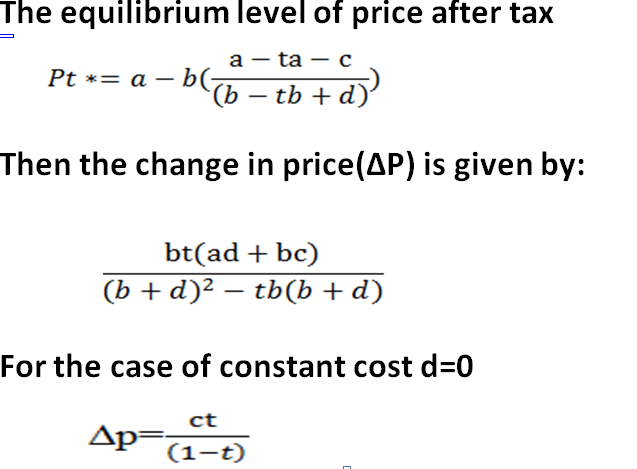 The equilibrium level of price after tax
Pt ∗= a − b(a − ta − c / (b − tb + d))
Then the change in price(ΔP) is given by:
bt(ad + bc) / (b + d)² − tb(b + d)
For the case of constant cost d=0
Δp= ct / (1−t)